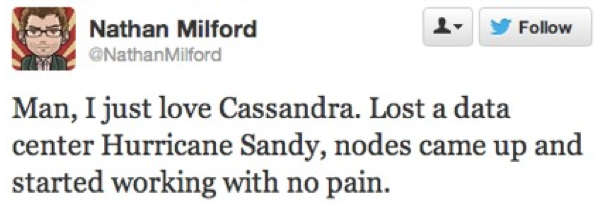 Nathan Milford
@NathanMilford
Follow
Man, I just love Cassandra. Lost a data
center Hurricane Sandy, nodes came up and
started working with no pain.